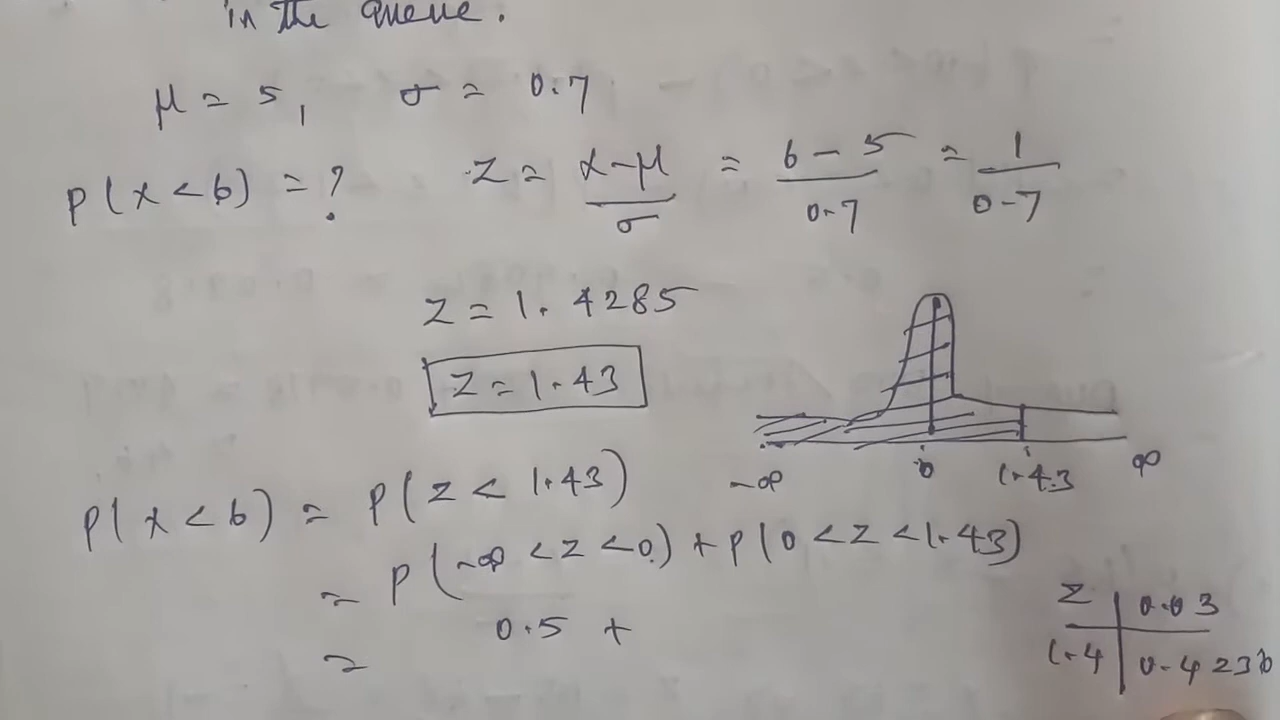 in the queue.
μ = 5, σ = 0.7
P(x < 6) = ? Z = x - μ / σ = 6 - 5 / 0.7 = 1 / 0.7
Z = 1.4285
Z = 1.43
-∞ 0 1.43 ∞
P(x < 6) = P(Z < 1.43)
= P(-∞ < Z < 0) + P(0 < Z < 1.43)
= 0.5 +
Z 0.03
1.4 0.4236